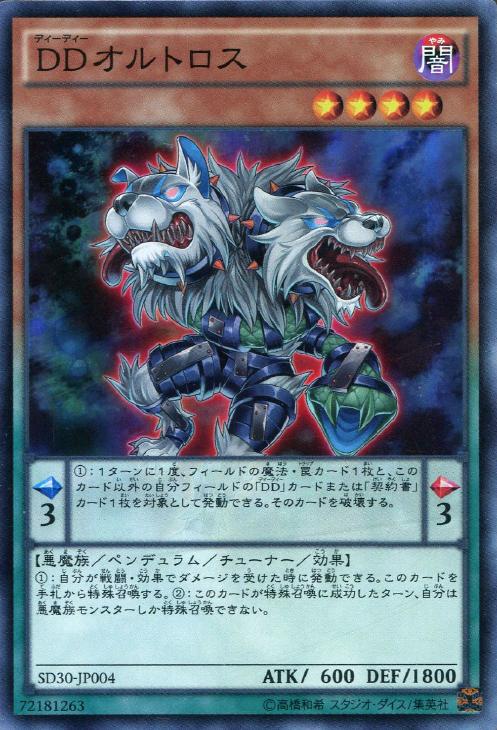 ディーディー
DDオルトロス
やみ
闇
①：1ターンに1度、フィールドの魔法・罠カード1枚と、この
カード以外の自分フィールドの「DD」カードまたは「契約書」
カード1枚を対象として発動できる。そのカードを破壊する。
3
3
【悪魔族／ペンデュラム／チューナー／効果】
①：自分が戦闘・効果でダメージを受けた時に発動できる。このカードを
手札から特殊召喚する。②：このカードが特殊召喚に成功したターン、自分は
悪魔族モンスターしか特殊召喚できない。
SD30-JP004
ATK/ 600 DEF/1800
72181263
©高橋和希 スタジオ・ダイス/集英社